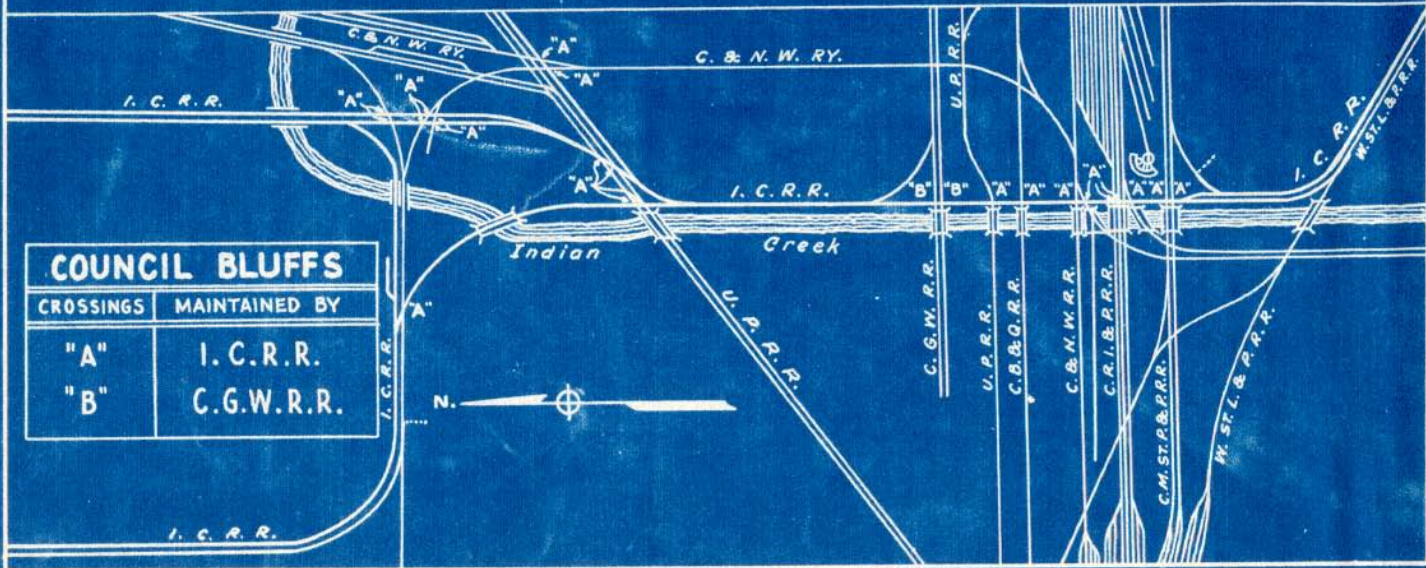 C. & N. W. RY.
"A"
C. & N. W. RY.
"A"
U. P. R. R.
I. C. R. R.
"A"
"A"
"A"
"A"
I. C. R. R.
"B" "B" "A" "A" "A" "A" "A" "A" "A"
I. C. R. R.
W. ST. L. & P. R. R.
Indian Creek
COUNCIL BLUFFS
CROSSINGS MAINTAINED BY
"A" I. C. R. R.
"B" C. G. W. R. R.
"A"
I. C. R. R.
N.
U. P. R. R.
C. G. W. R. R.
U. P. R. R.
C. B. & Q. R. R.
C. & N. W. R. R.
C. R. I. & P. R. R.
C. M. ST. P. & P. R. R.
W. ST. L. & P. R. R.
I. C. R. R.